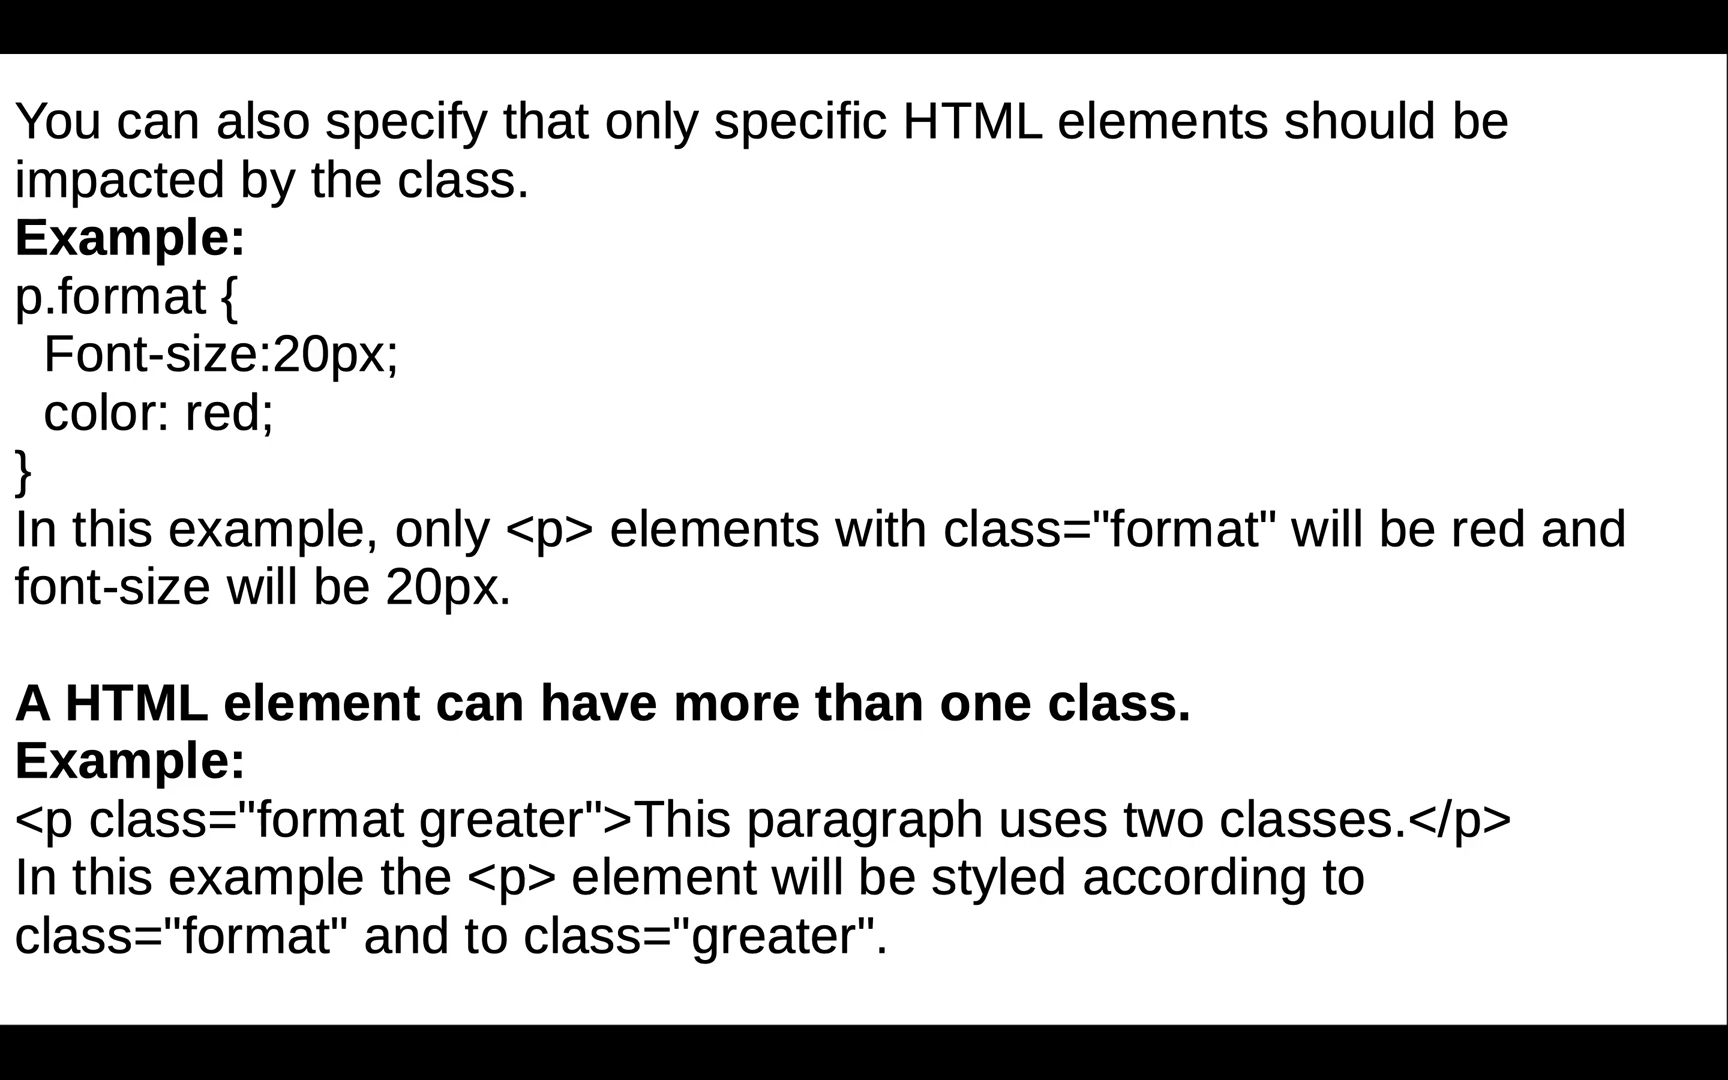 You can also specify that only specific HTML elements should be
impacted by the class.
Example:
p.format {
Font-size:20px;
color: red;
}
In this example, only <p> elements with class="format" will be red and
font-size will be 20px.
A HTML element can have more than one class.
Example:
<p class="format greater">This paragraph uses two classes.</p>
In this example the <p> element will be styled according to
class="format" and to class="greater".